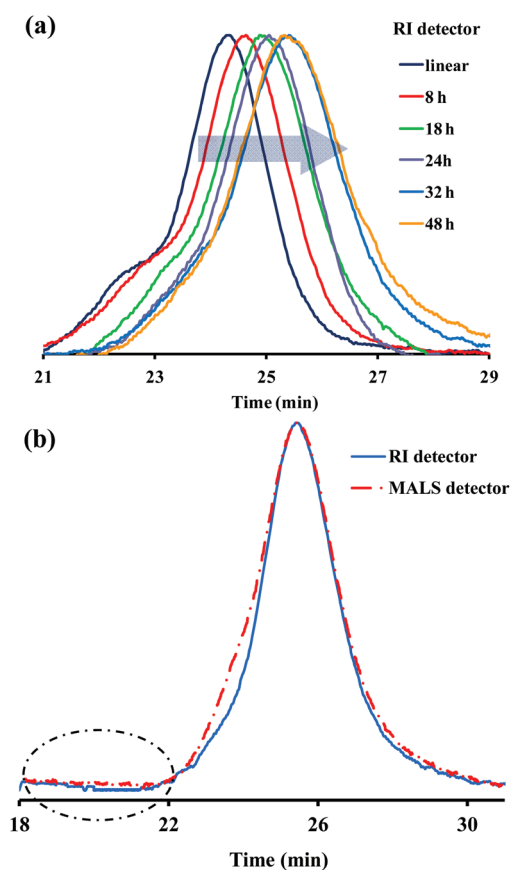 (a)
RI detector
linear
8 h
18 h
24h
32 h
48 h
21 23 25 27 29
Time (min)
(b)
RI detector
MALS detector
18 22 26 30
Time (min)